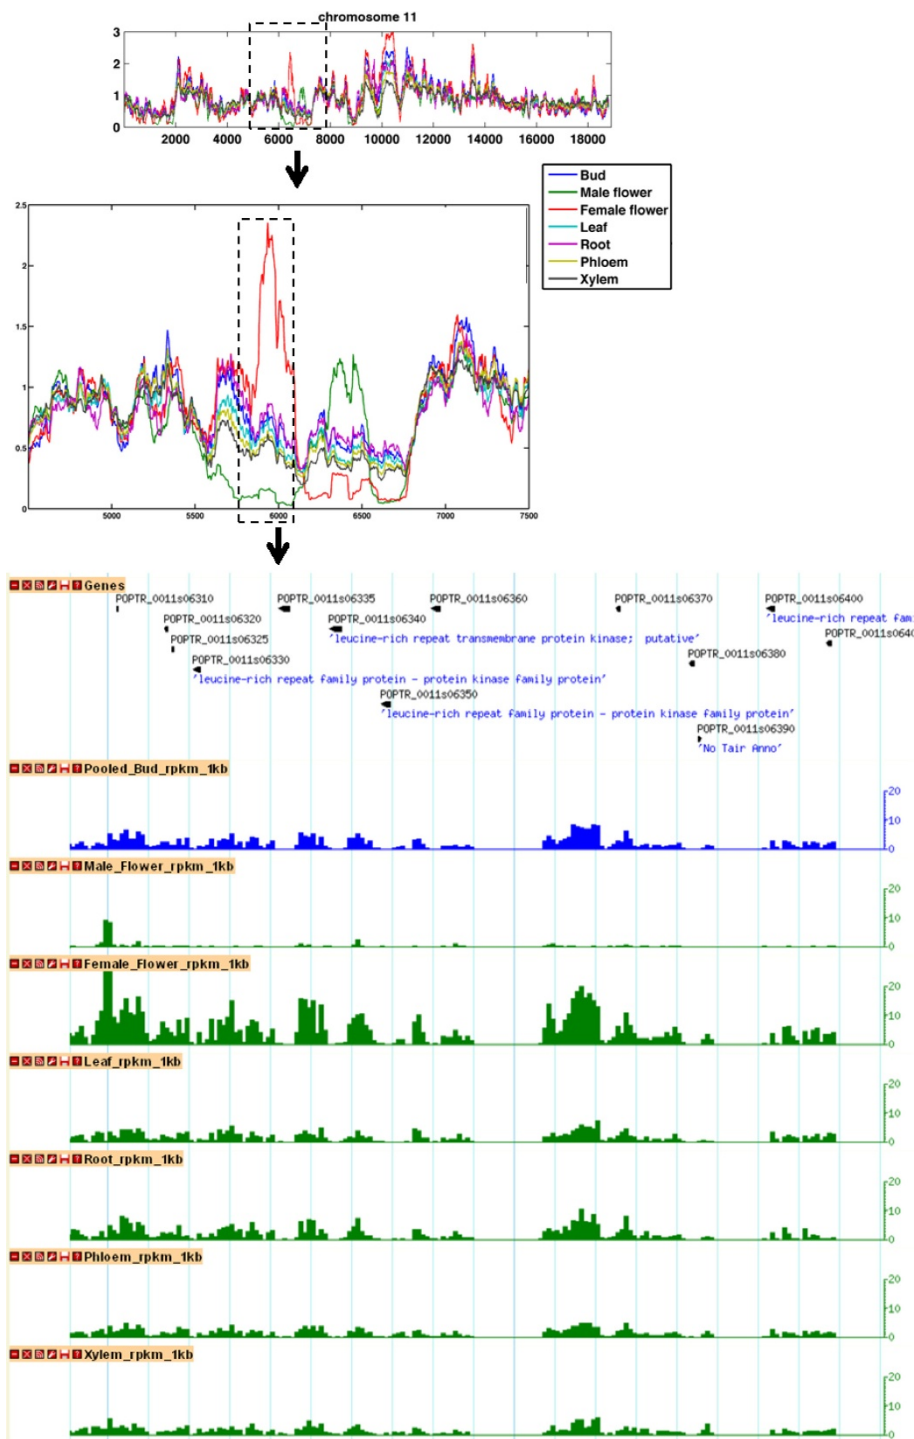 chromosome 11
3
2
1
0
2000 4000 6000 8000 10000 12000 14000 16000 18000
Bud
Male flower
Female flower
Leaf
Root
Phloem
Xylem
2.5
2
1.5
1
0.5
0
5000 5500 6000 6500 7000 7500
Genes
POPTR_0011s06310 POPTR_0011s06335 POPTR_0011s06360 POPTR_0011s06370 POPTR_0011s06400
'leucine-rich repeat fam
POPTR_0011s06320 POPTR_0011s06340 POPTR_0011s0640
'leucine-rich repeat transmembrane protein kinase; putative'
POPTR_0011s06325
POPTR_0011s06330 POPTR_0011s06380
'leucine-rich repeat family protein - protein kinase family protein'
POPTR_0011s06350
'leucine-rich repeat family protein - protein kinase family protein'
POPTR_0011s06390
'No Tair Anno'
Pooled_Bud_rpkm_1kb
20
10
0
Male_Flower_rpkm_1kb
20
10
0
Female_Flower_rpkm_1kb
20
10
0
Leaf_rpkm_1kb
20
10
0
Root_rpkm_1kb
20
10
0
Phloem_rpkm_1kb
20
10
0
Xylem_rpkm_1kb
20
10
0